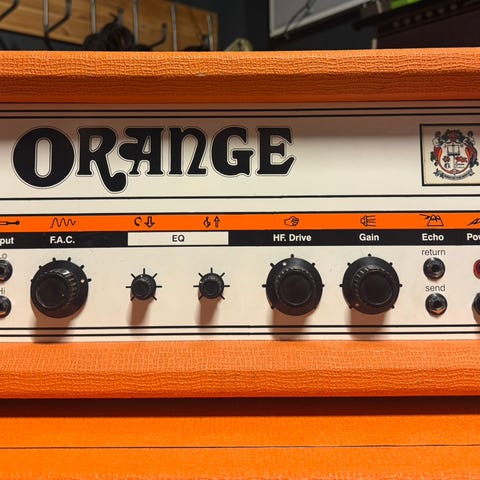 ORANGE
put F.A.C. EQ HF. Drive Gain Echo Po
Lo return
Hi send